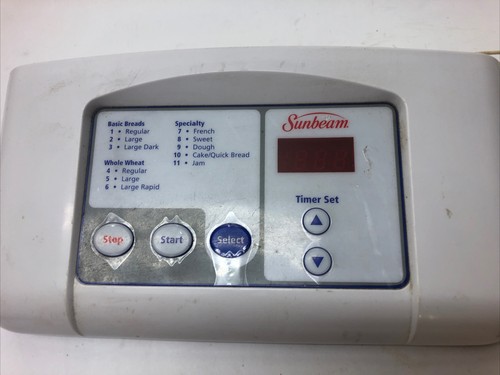 Basic Breads
1 • Regular
2 • Large
3 • Large Dark
Whole Wheat
4 • Regular
5 • Large
6 • Large Rapid
Specialty
7 • French
8 • Sweet
9 • Dough
10 • Cake/Quick Bread
11 • Jam
Stop
Start
Select
Sunbeam
Timer Set